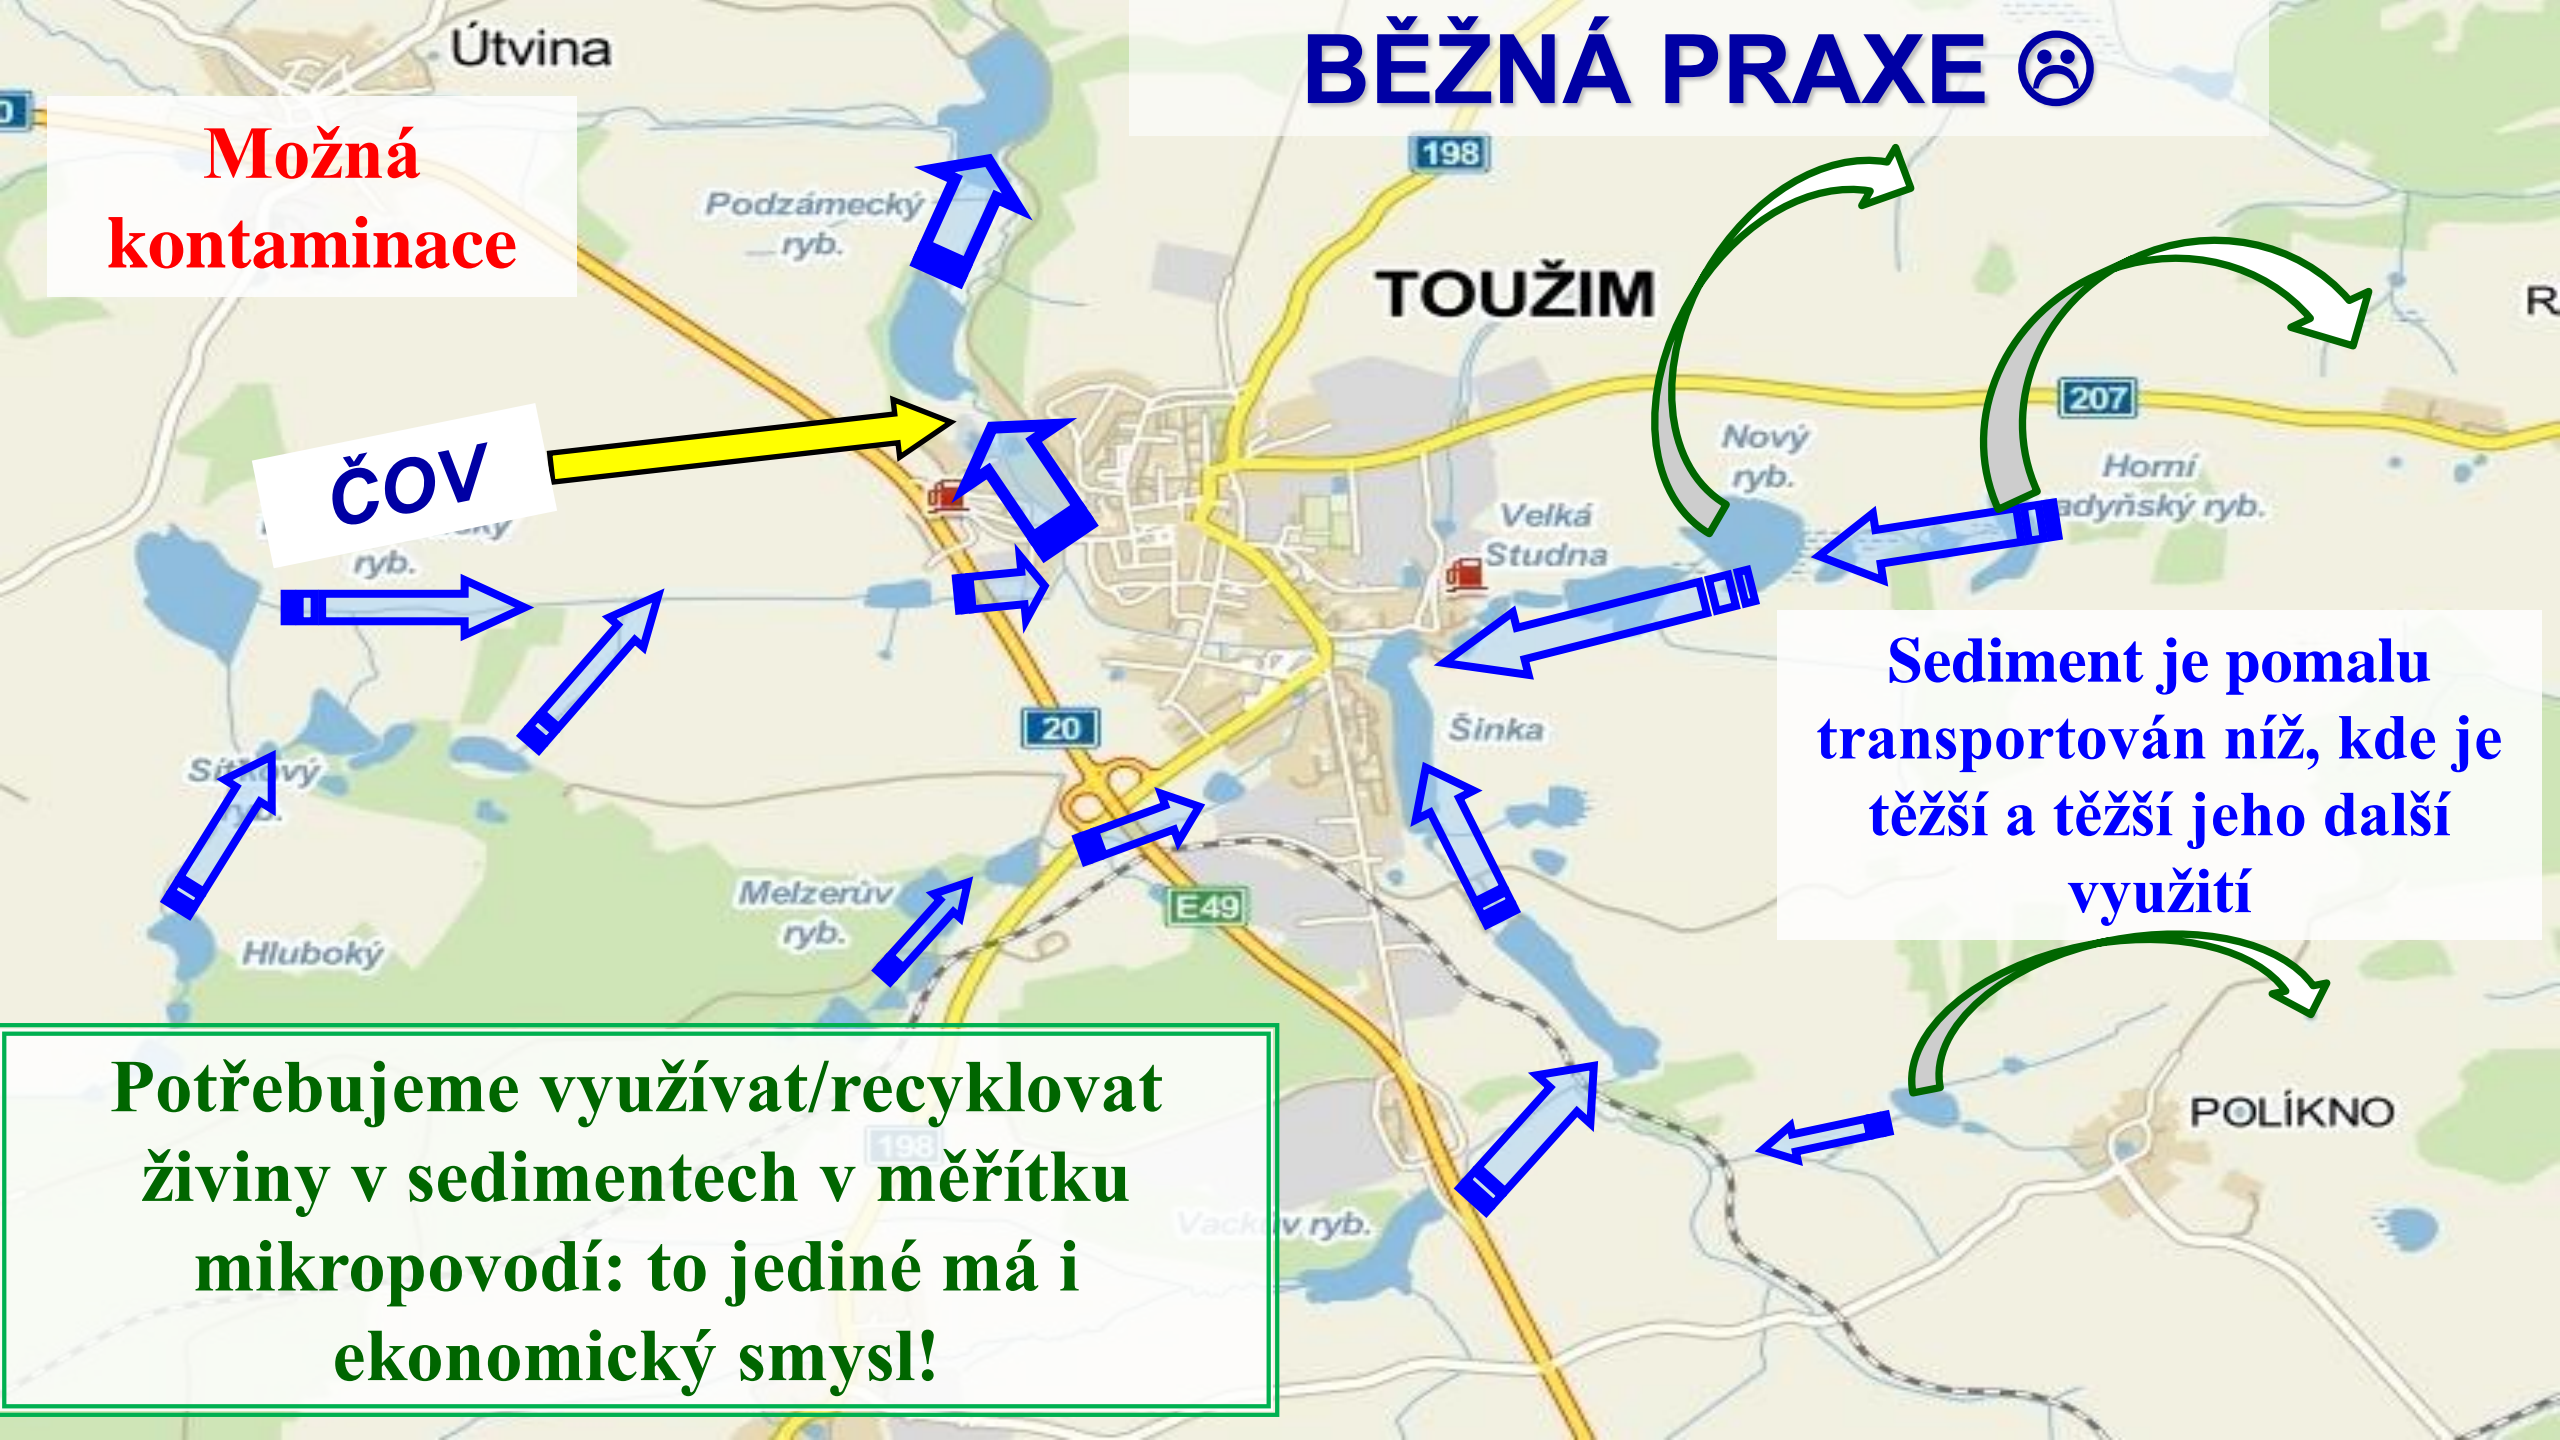 Útvina
BĚŽNÁ PRAXE ☹
Možná
kontaminace
198
Podzámecký
ryb.
TOUŽIM
207
Nový
ryb.
Horní
ryb.
ČOV
ryb.
Velká
Studna
Sediment je pomalu
transportován níž, kde je
těžší a těžší jeho další
využití
20
Šinka
Melzerův
ryb.
E49
Hluboký
Potřebujeme využívat/recyklovat
živiny v sedimentech v měřítku
mikropovodí: to jediné má i
ekonomický smysl!
198
ryb.
POLÍKNO